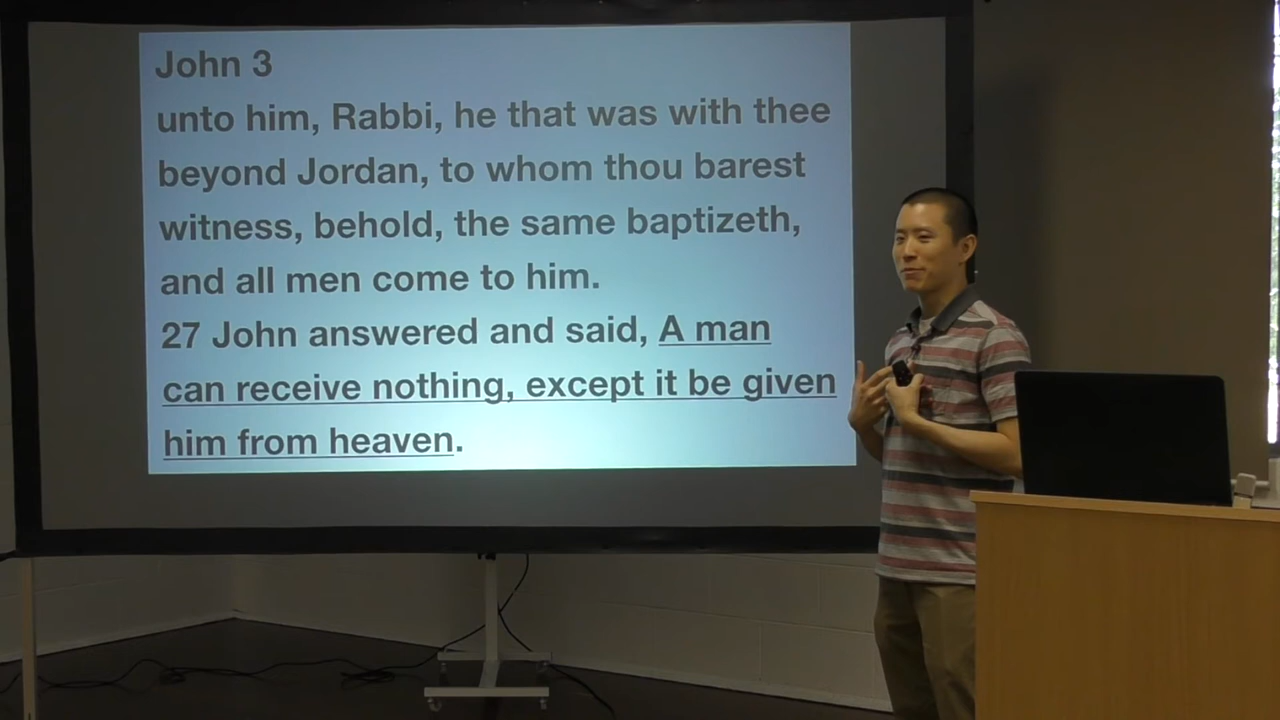 John 3
unto him, Rabbi, he that was with thee
beyond Jordan, to whom thou barest
witness, behold, the same baptizeth,
and all men come to him.
27 John answered and said, A man
can receive nothing, except it be given
him from heaven.